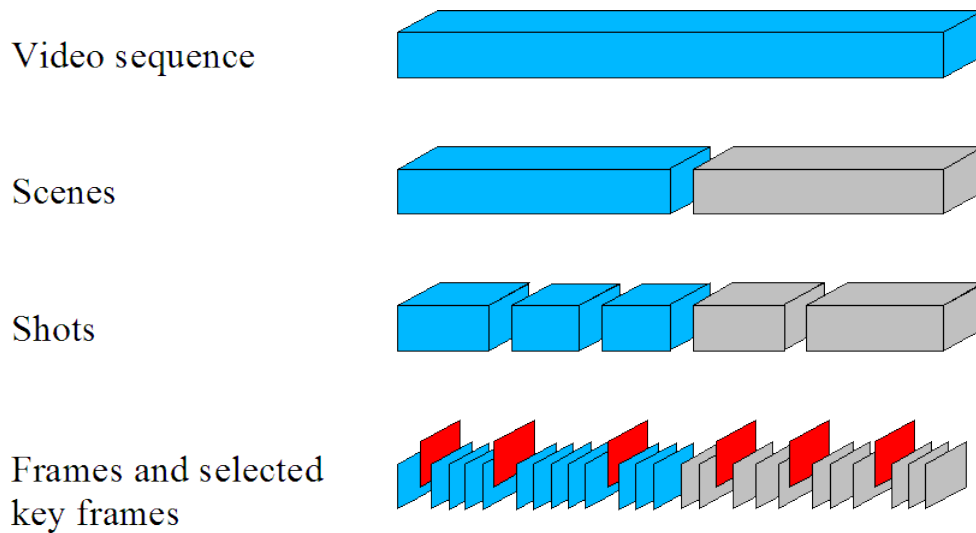 Video sequence
Scenes
Shots
Frames and selected
key frames